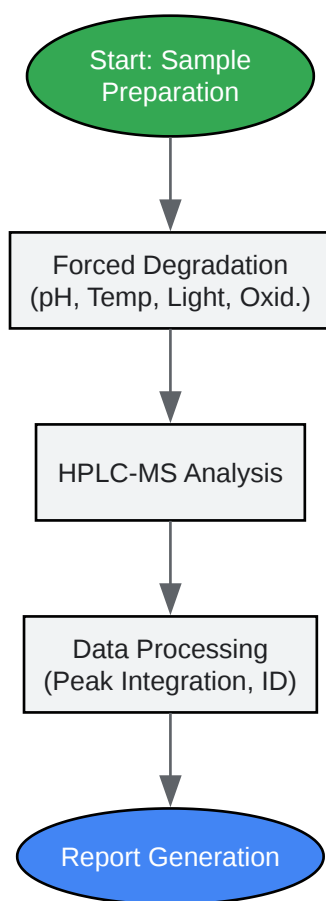 Start: Sample
Preparation
Forced Degradation
(pH, Temp, Light, Oxid.)
HPLC-MS Analysis
Data Processing
(Peak Integration, ID)
Report Generation